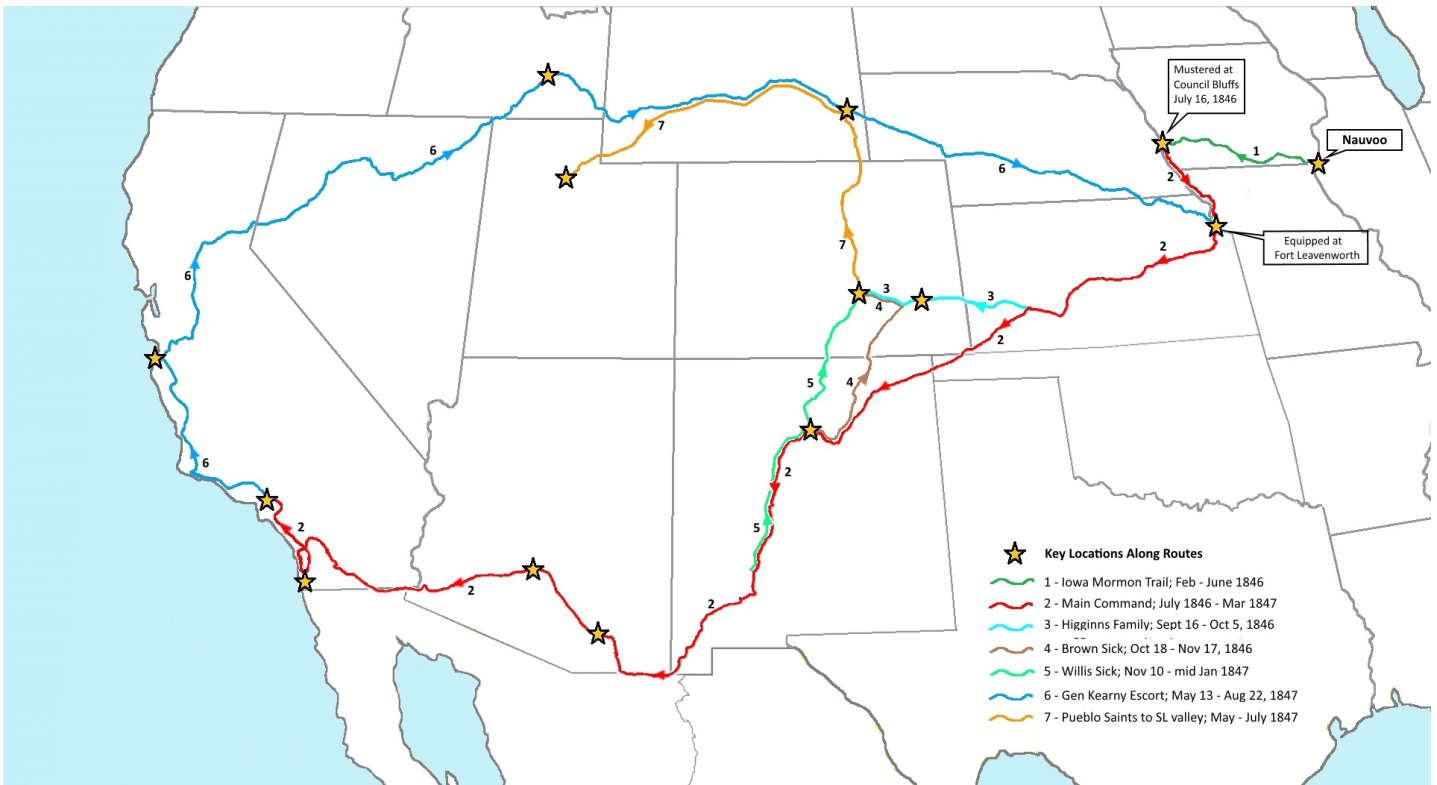 Mustered at
Council Bluffs
July 16, 1846
Nauvoo
1
2
Equipped at
Fort Leavenworth
2
6
7
6
7
3
4
3
2
6
5
4
2
5
6
2
2
2
Key Locations Along Routes
1 - Iowa Mormon Trail; Feb - June 1846
2 - Main Command; July 1846 - Mar 1847
3 - Higginns Family; Sept 16 - Oct 5, 1846
4 - Brown Sick; Oct 18 - Nov 17, 1846
5 - Willis Sick; Nov 10 - mid Jan 1847
6 - Gen Kearny Escort; May 13 - Aug 22, 1847
7 - Pueblo Saints to SL valley; May - July 1847